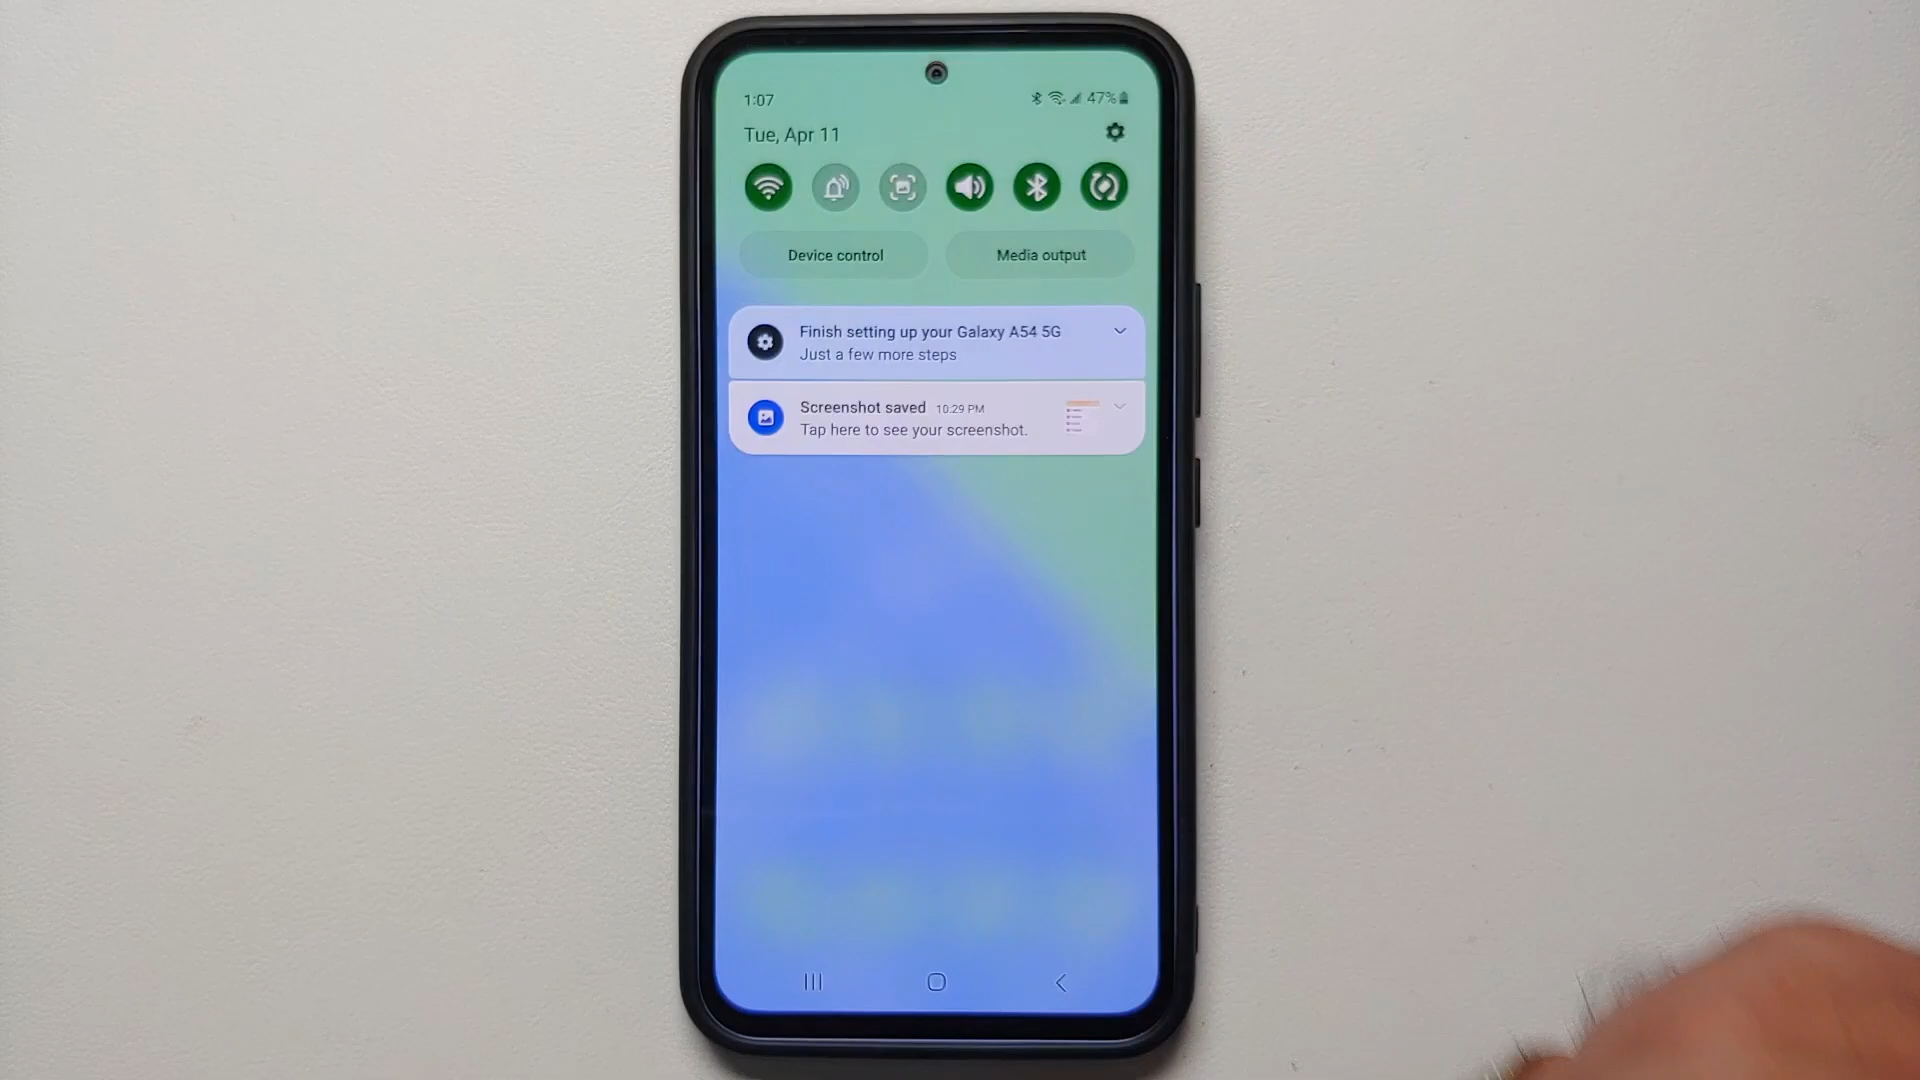 1:07
47%
Tue, Apr 11
Device control
Media output
Finish setting up your Galaxy A54 5G
Just a few more steps
Screenshot saved 10:29 PM
Tap here to see your screenshot.